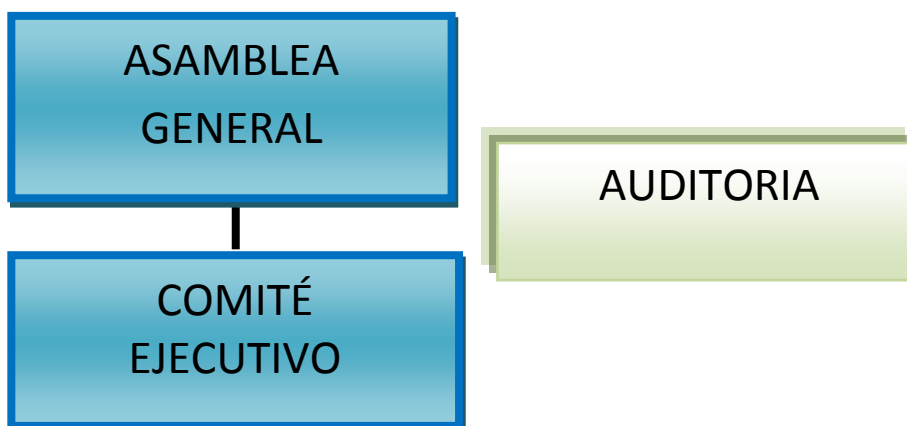 ASAMBLEA
GENERAL
AUDITORIA
COMITÉ
EJECUTIVO